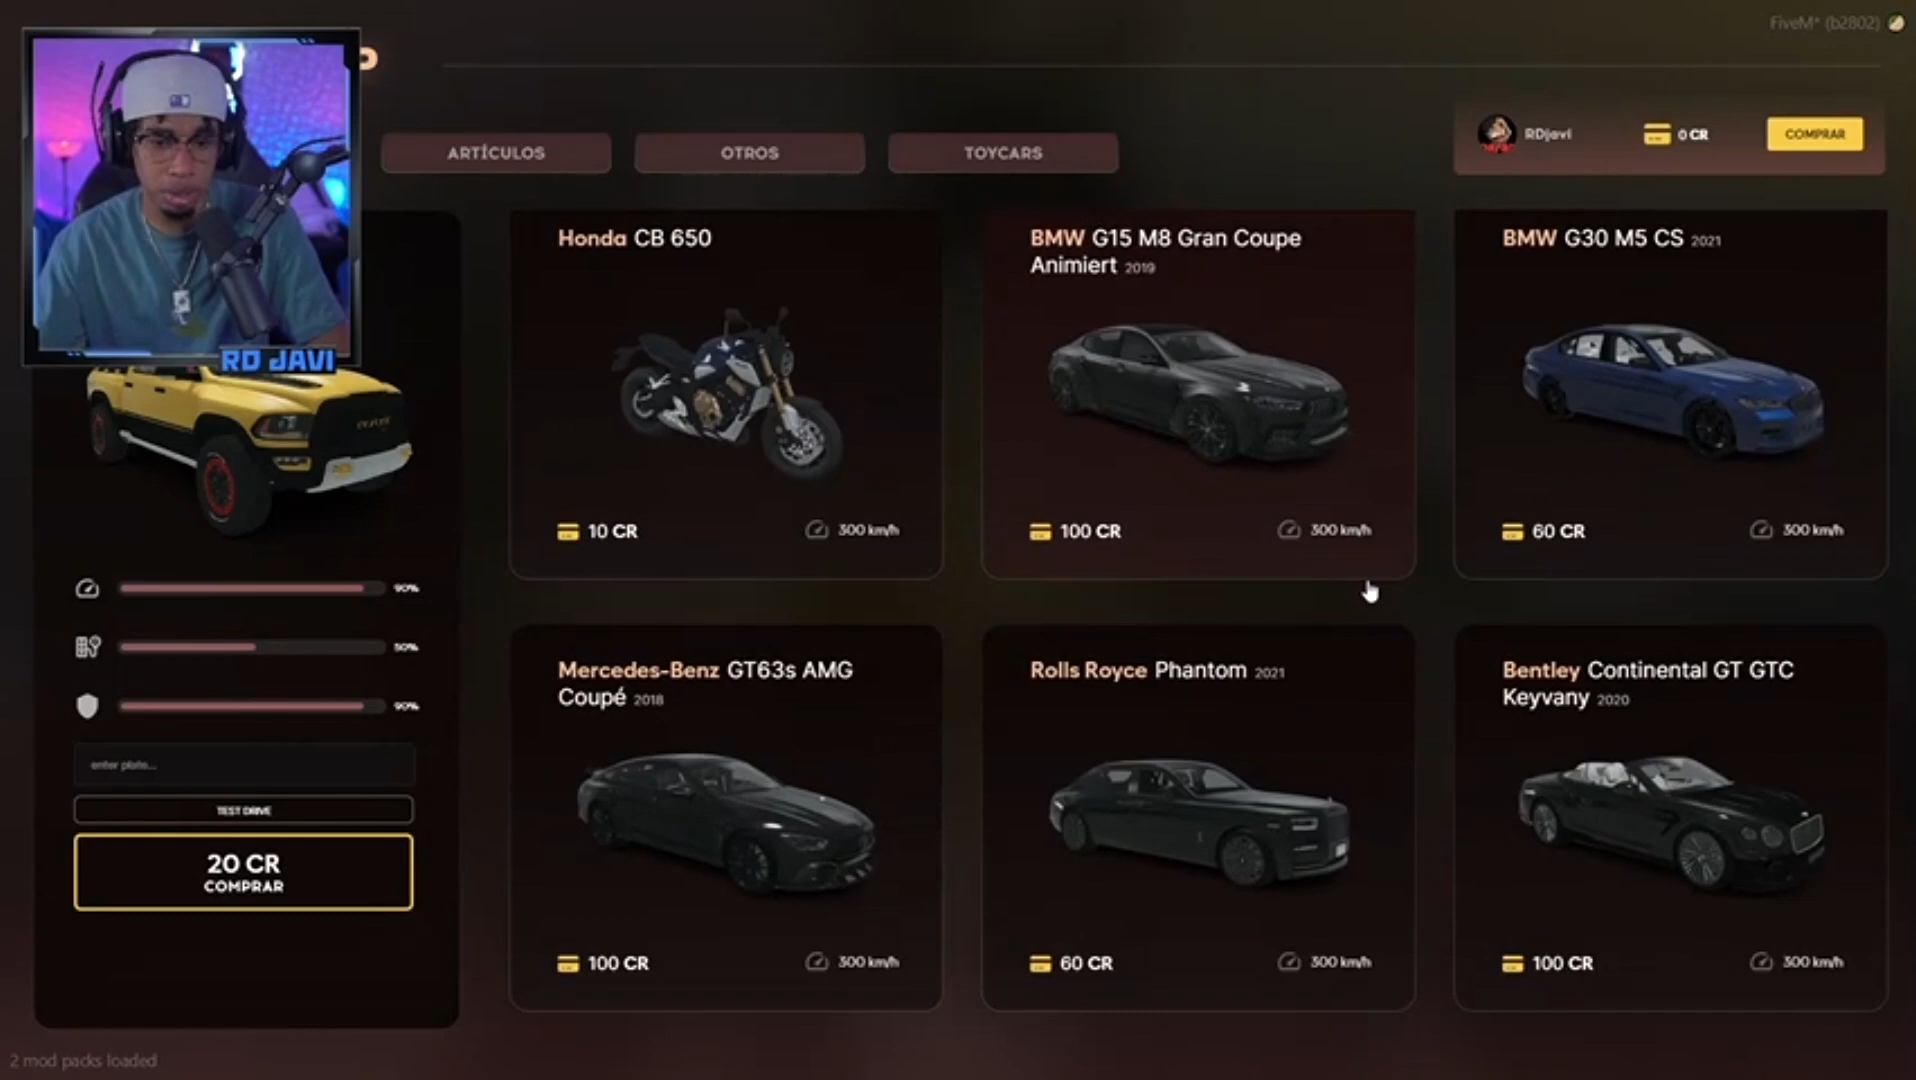 FiveM* (b2802)
ARTÍCULOS
OTROS
TOYCARS
RDjavi
0 CR
COMPRAR
RD JAVI
Honda CB 650
10 CR
300 km/h
BMW G15 M8 Gran Coupe
Animiert 2019
100 CR
300 km/h
BMW G30 M5 CS 2021
60 CR
300 km/h
90%
50%
90%
enter plate...
TEST DRIVE
20 CR
COMPRAR
Mercedes-Benz GT63s AMG
Coupé 2018
100 CR
300 km/h
Rolls Royce Phantom 2021
60 CR
300 km/h
Bentley Continental GT GTC
Keyvany 2020
100 CR
300 km/h
2 mod packs loaded